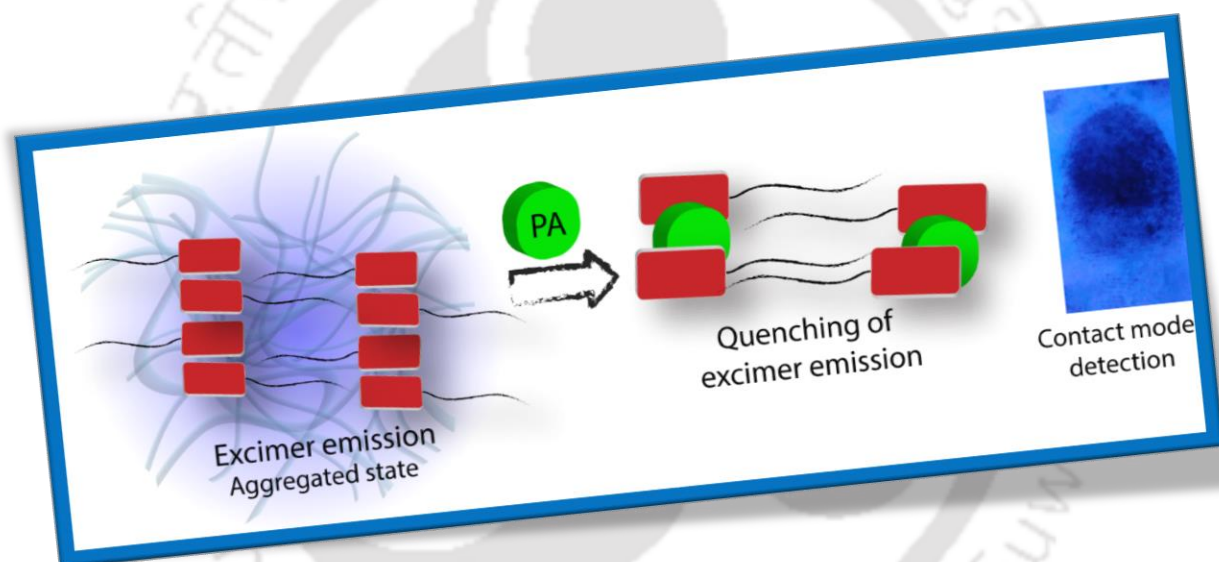 PA
Excimer emission
Aggregated state
Quenching of
excimer emission
Contact mode
detection